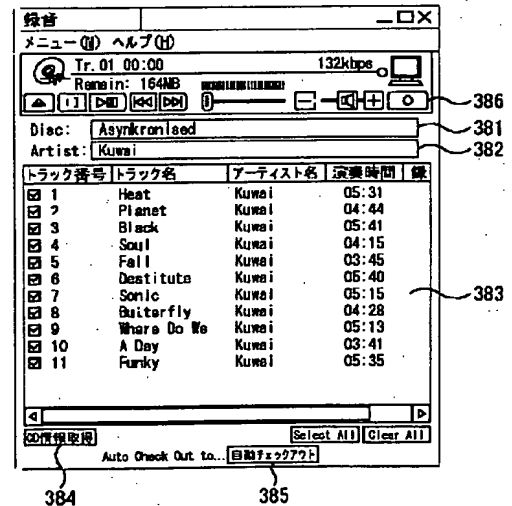 録音
メニュー(M) ヘルプ(H)
Tr. 01 00:00 132kbps
Remain: 164MB
386
Disc: Asynkronised 381
Artist: Kuwai 382
トラック番号 トラック名 アーティスト名 演奏時間 録
1 Heat Kuwai 05:31
2 Planet Kuwai 04:44
3 Black Kuwai 05:41
4 Soul Kuwai 04:15
5 Fall Kuwai 03:45
6 Destitute Kuwai 05:40
7 Sonic Kuwai 05:15
8 Butterfly Kuwai 04:28
9 Where Do We Kuwai 05:13
10 A Day Kuwai 03:41
11 Funky Kuwai 05:35
383
CD情報取得 Select All Clear All
Auto Check Out to... 自動チェックアウト
384 385